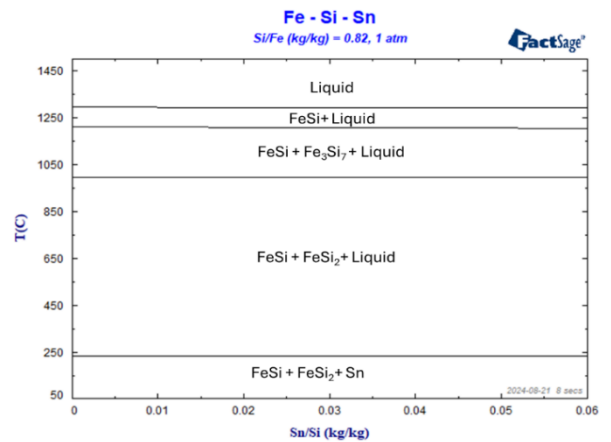 Fe - Si - Sn
Si/Fe (kg/kg) = 0.82, 1 atm
FactSage™
1450
1250
1050
850
650
450
250
50
T(C)
Liquid
FeSi+ Liquid
FeSi + Fe₃Si₇ + Liquid
FeSi + FeSi₂ + Liquid
FeSi + FeSi₂ + Sn
2024-08-21 8 secs
0
0.01
0.02
0.03
0.04
0.05
0.06
Sn/Si (kg/kg)